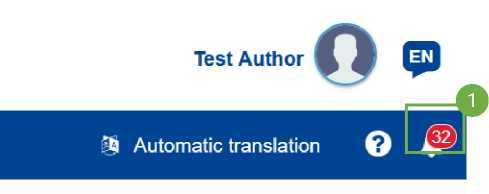 Test Author EN
1
Automatic translation ? 32